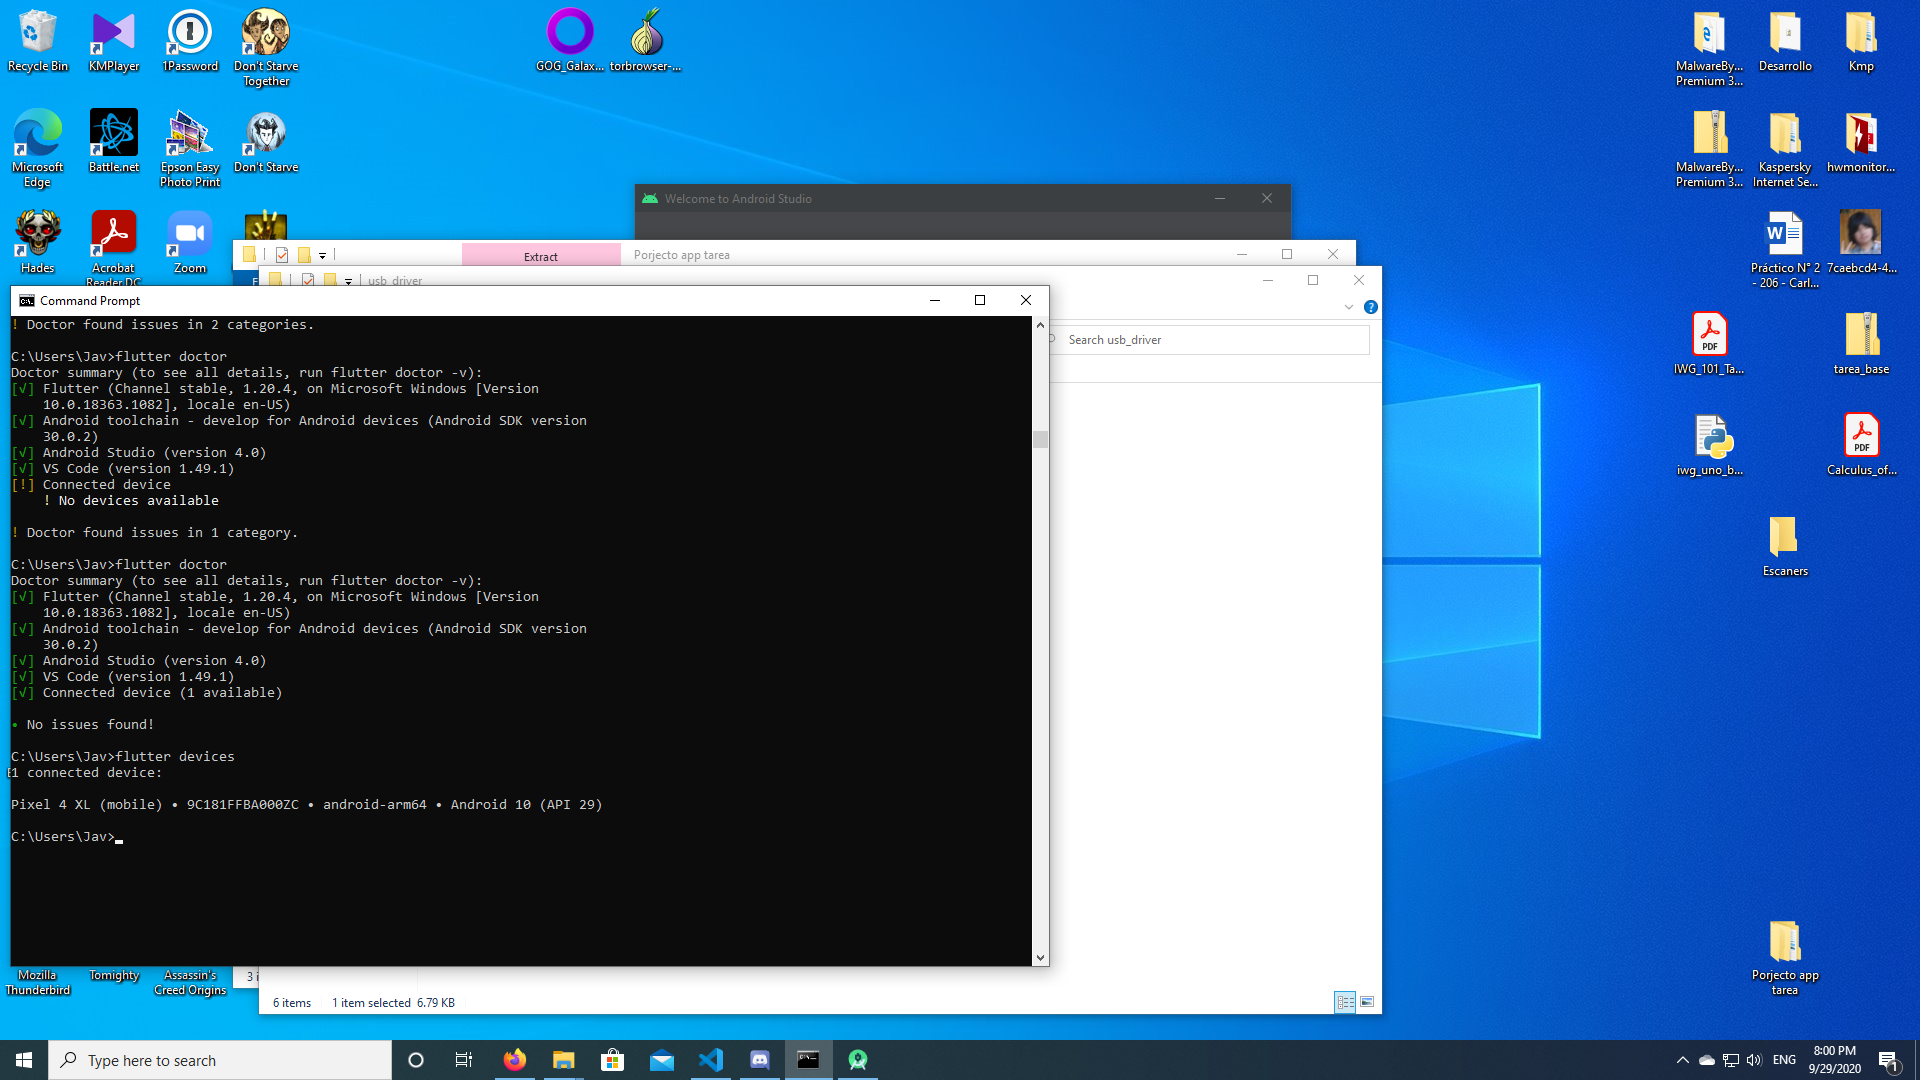 Recycle Bin
KMPlayer
1Password
Don't Starve
Together
GOG_Galax...
torbrowser-...
MalwareBy...
Premium 3...
Desarrollo
Kmp
Microsoft
Edge
Battle.net
Epson Easy
Photo Print
Don't Starve
MalwareBy...
Premium 3...
Kaspersky
Internet Se...
hwmonitor...
Hades
Acrobat
Reader DC
Zoom
Práctico N° 2
- 206 - Carl...
7caebcd4-4...
IWG_101_Ta...
tarea_base
iwg_uno_b...
Calculus_of...
Escaners
Porjecto app
tarea
Mozilla
Thunderbird
Tomighty
Assassin's
Creed Origins
Welcome to Android Studio
Extract
Porjecto app tarea
usb_driver
Search usb_driver
6 items
1 item selected 6.79 KB
Command Prompt
! Doctor found issues in 2 categories.
C:\Users\Jav>flutter doctor
Doctor summary (to see all details, run flutter doctor -v):
[√] Flutter (Channel stable, 1.20.4, on Microsoft Windows [Version
10.0.18363.1082], locale en-US)
[√] Android toolchain - develop for Android devices (Android SDK version
30.0.2)
[√] Android Studio (version 4.0)
[√] VS Code (version 1.49.1)
[!] Connected device
! No devices available
! Doctor found issues in 1 category.
C:\Users\Jav>flutter doctor
Doctor summary (to see all details, run flutter doctor -v):
[√] Flutter (Channel stable, 1.20.4, on Microsoft Windows [Version
10.0.18363.1082], locale en-US)
[√] Android toolchain - develop for Android devices (Android SDK version
30.0.2)
[√] Android Studio (version 4.0)
[√] VS Code (version 1.49.1)
[√] Connected device (1 available)
• No issues found!
C:\Users\Jav>flutter devices
1 connected device:
Pixel 4 XL (mobile) • 9C181FFBA000ZC • android-arm64 • Android 10 (API 29)
C:\Users\Jav>
Type here to search
ENG
8:00 PM
9/29/2020
1